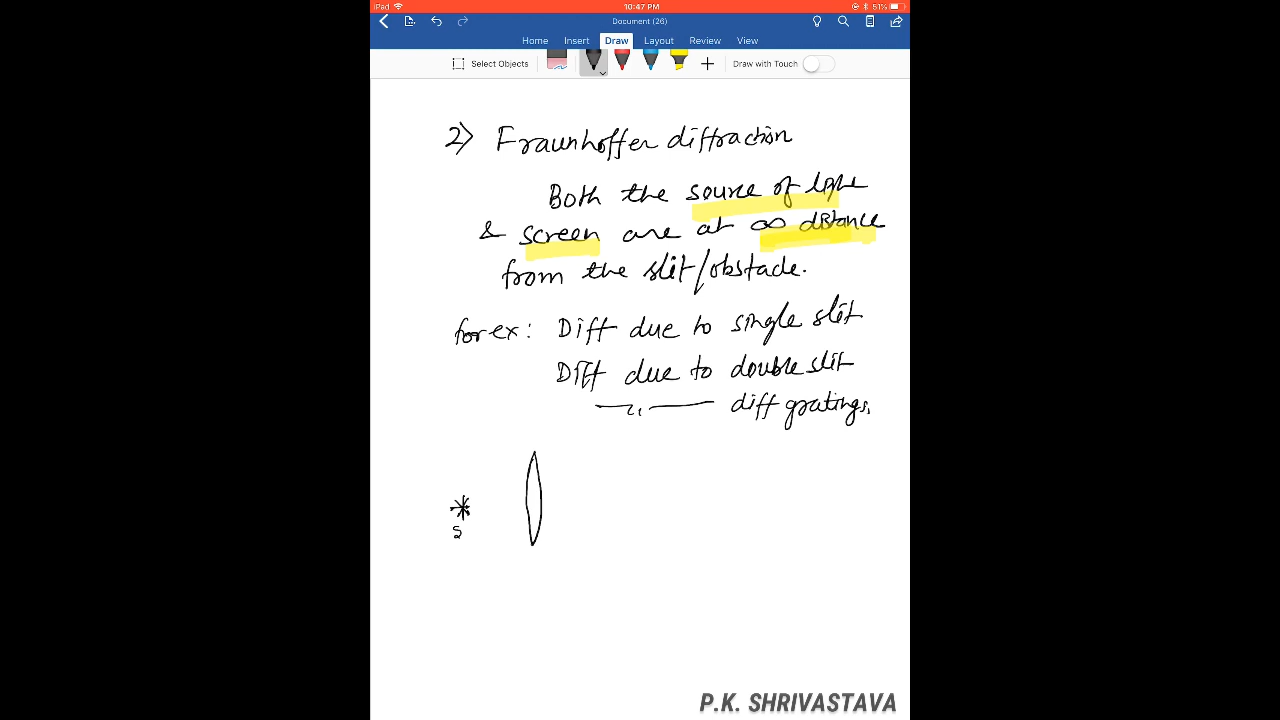 iPad
10:47 PM
51%
Document (26)
Home Insert Draw Layout Review View
Select Objects
Draw with Touch
2) Fraunhoffer diffraction
Both the source of light
& screen are at ∞ distance
from the slit/obstacle.
for ex: Diff due to single slit
Diff due to double slit
—— " —— diff gratings.
S
P.K. SHRIVASTAVA